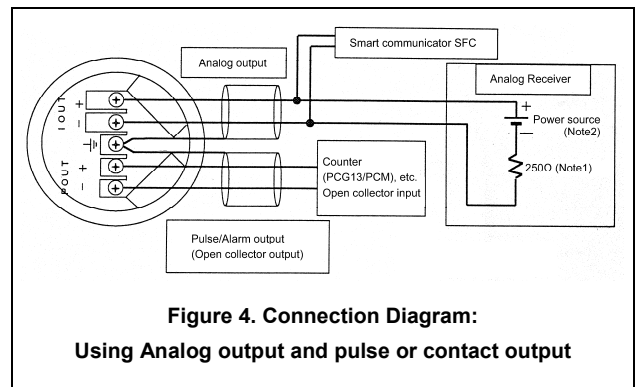 Smart communicator SFC
Analog output
Analog Receiver
I OUT
+
−
+
Power source
(Note2)
—
250Ω (Note1)
POUT
+
−
Counter
(PCG13/PCM), etc.
Open collector input
Pulse/Alarm output
(Open collector output)
Figure 4. Connection Diagram:
Using Analog output and pulse or contact output